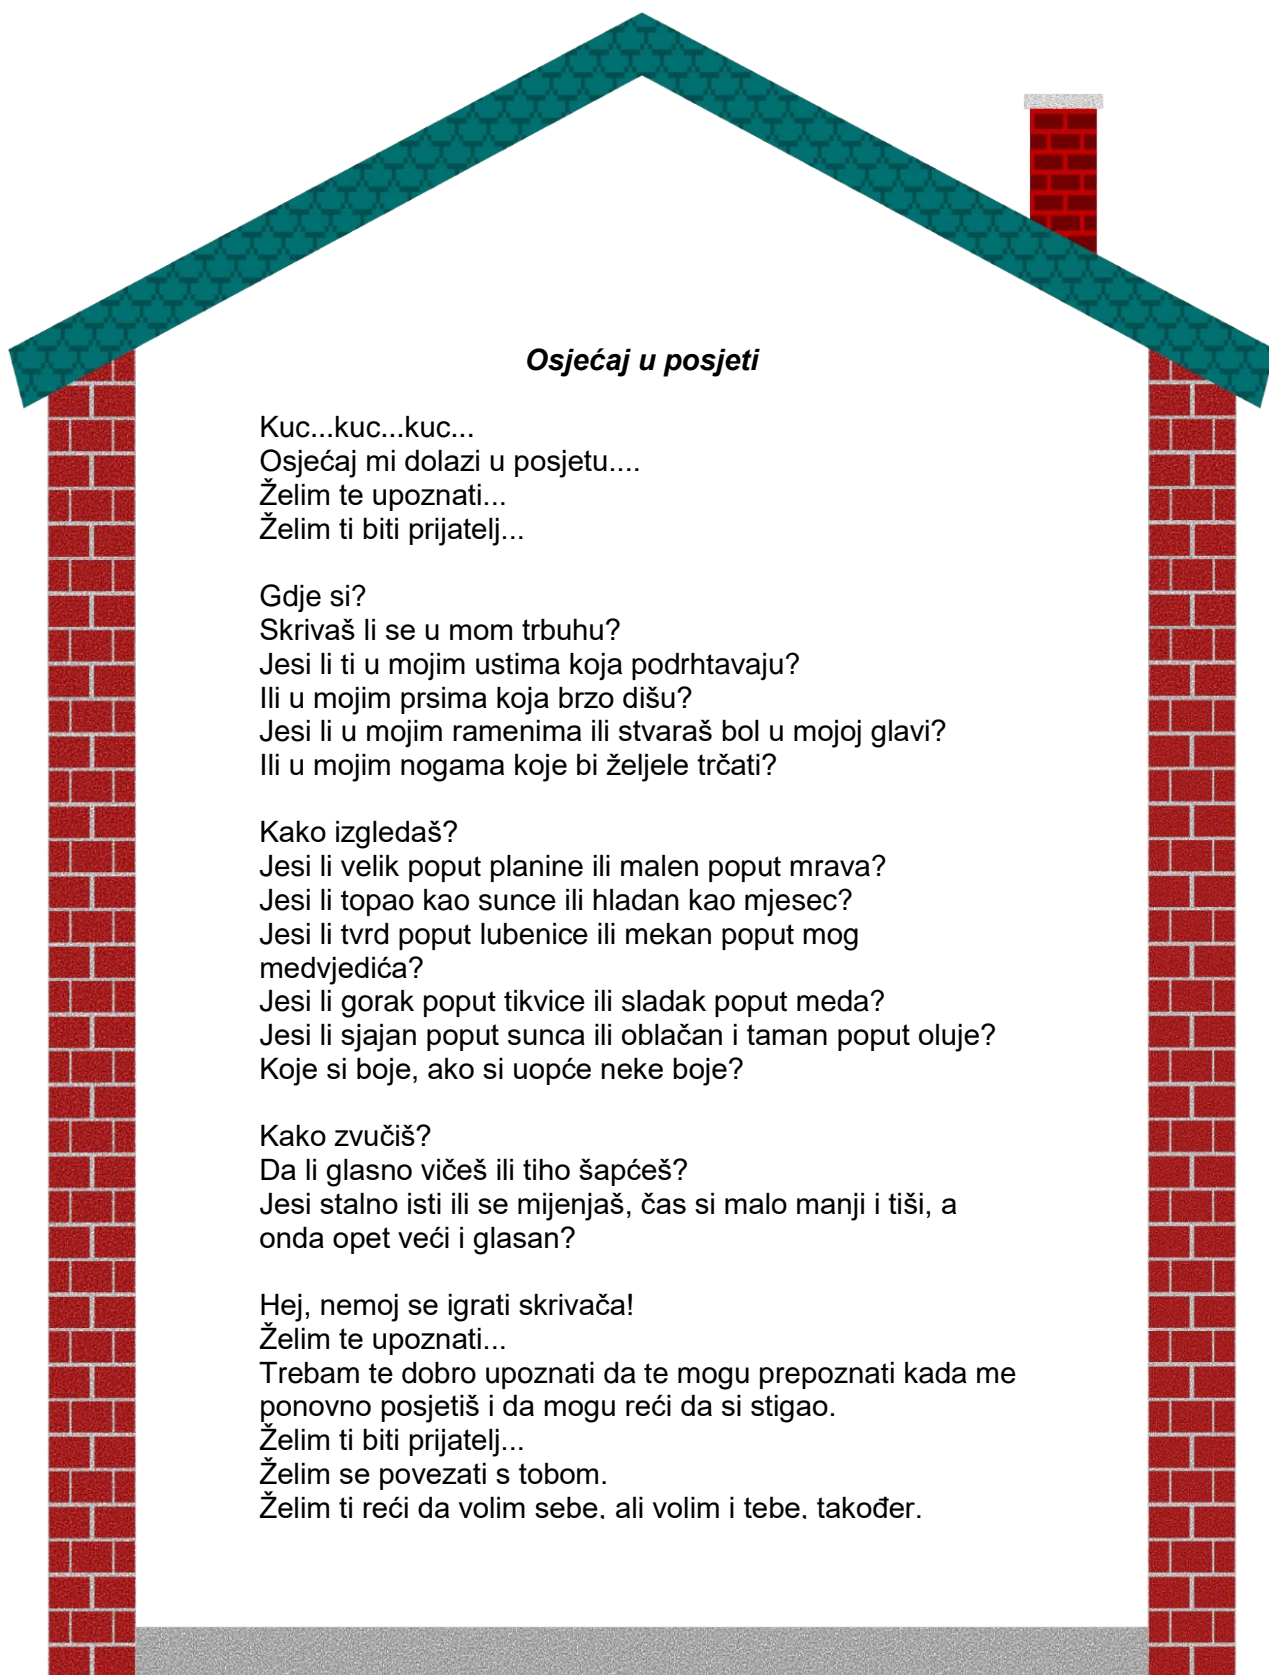 Osjećaj u posjeti
Kuc...kuc...kuc...
Osjećaj mi dolazi u posjetu....
Želim te upoznati...
Želim ti biti prijatelj...
Gdje si?
Skrivaš li se u mom trbuhu?
Jesi li ti u mojim ustima koja podrhtavaju?
Ili u mojim prsima koja brzo dišu?
Jesi li u mojim ramenima ili stvaraš bol u mojoj glavi?
Ili u mojim nogama koje bi željele trčati?
Kako izgledaš?
Jesi li velik poput planine ili malen poput mrava?
Jesi li topao kao sunce ili hladan kao mjesec?
Jesi li tvrd poput lubenice ili mekan poput mog
medvjedića?
Jesi li gorak poput tikvice ili sladak poput meda?
Jesi li sjajan poput sunca ili oblačan i taman poput oluje?
Koje si boje, ako si uopće neke boje?
Kako zvučiš?
Da li glasno vičeš ili tiho šapćeš?
Jesi stalno isti ili se mijenjaš, čas si malo manji i tiši, a
onda opet veći i glasan?
Hej, nemoj se igrati skrivača!
Želim te upoznati...
Trebam te dobro upoznati da te mogu prepoznati kada me
ponovno posjetiš i da mogu reći da si stigao.
Želim ti biti prijatelj...
Želim se povezati s tobom.
Želim ti reći da volim sebe, ali volim i tebe, također.